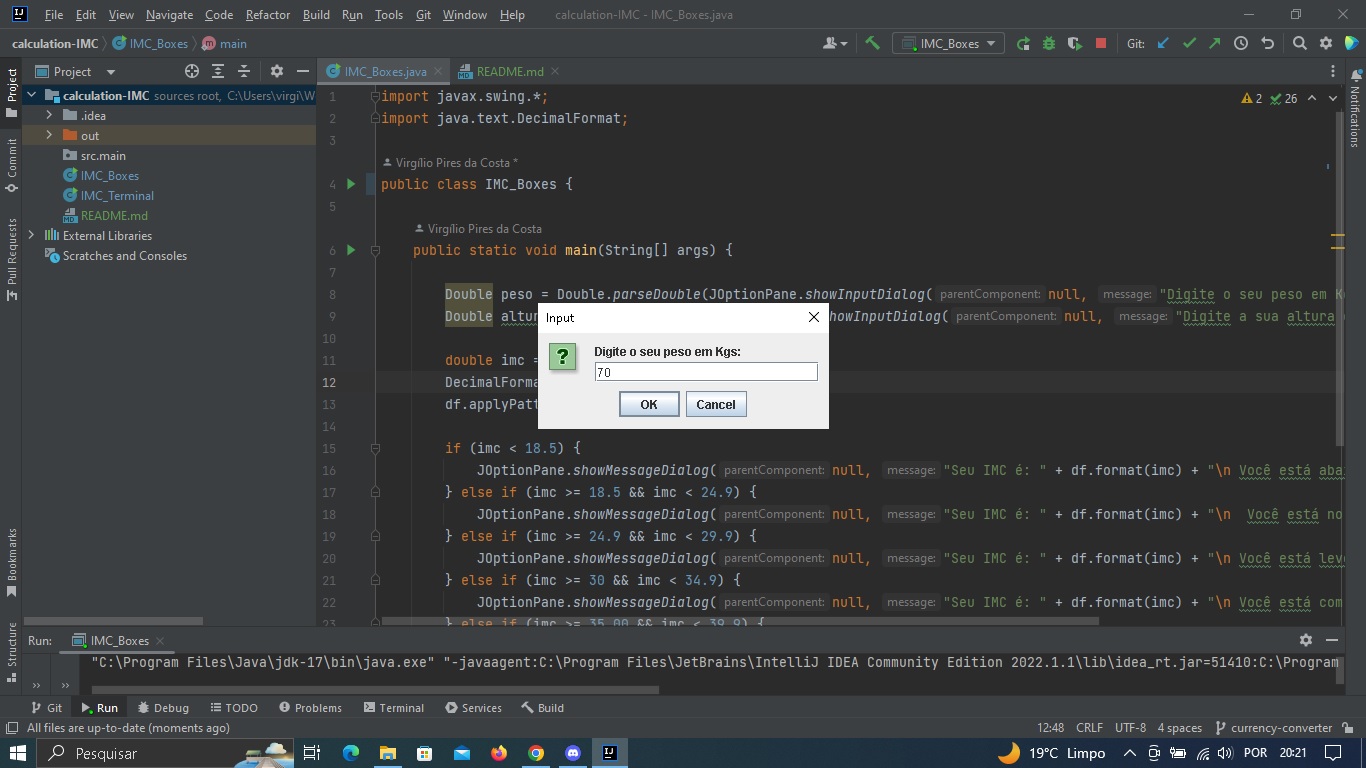 File Edit View Navigate Code Refactor Build Run Tools Git Window Help calculation-IMC - IMC_Boxes.java
calculation-IMC IMC_Boxes main IMC_Boxes Git:
Project IMC_Boxes.java README.md
calculation-IMC sources root, C:\Users\virgi\W
.idea
out
src.main
IMC_Boxes
IMC_Terminal
README.md
External Libraries
Scratches and Consoles
Project
Commit
Pull Requests
Bookmarks
Structure
Notifications
2 26
1 import javax.swing.*;
2 import java.text.DecimalFormat;
3
Virgílio Pires da Costa *
4 public class IMC_Boxes {
5
Virgílio Pires da Costa
6 public static void main(String[] args) {
7
8 Double peso = Double.parseDouble(JOptionPane.showInputDialog( parentComponent: null, message: "Digite o seu peso em K
9 Double altur howInputDialog( parentComponent: null, message: "Digite a sua altura
10
11 double imc =
12 DecimalForma
13 df.applyPatt
14
15 if (imc < 18.5) {
16 JOptionPane.showMessageDialog( parentComponent: null, message: "Seu IMC é: " + df.format(imc) + "\n Você está aba
17 } else if (imc >= 18.5 && imc < 24.9) {
18 JOptionPane.showMessageDialog( parentComponent: null, message: "Seu IMC é: " + df.format(imc) + "\n  Você está no
19 } else if (imc >= 24.9 && imc < 29.9) {
20 JOptionPane.showMessageDialog( parentComponent: null, message: "Seu IMC é: " + df.format(imc) + "\n Você está lev
21 } else if (imc >= 30 && imc < 34.9) {
22 JOptionPane.showMessageDialog( parentComponent: null, message: "Seu IMC é: " + df.format(imc) + "\n Você está com
23 } else if (imc >= 35.00 && imc < 39.9) {
Input
Digite o seu peso em Kgs:
70
OK Cancel
Run: IMC_Boxes
"C:\Program Files\Java\jdk-17\bin\java.exe" "-javaagent:C:\Program Files\JetBrains\IntelliJ IDEA Community Edition 2022.1.1\lib\idea_rt.jar=51410:C:\Program
Git Run Debug TODO Problems Terminal Services Build
All files are up-to-date (moments ago) 12:48 CRLF UTF-8 4 spaces currency-converter
Pesquisar 19°C Limpo POR 20:21